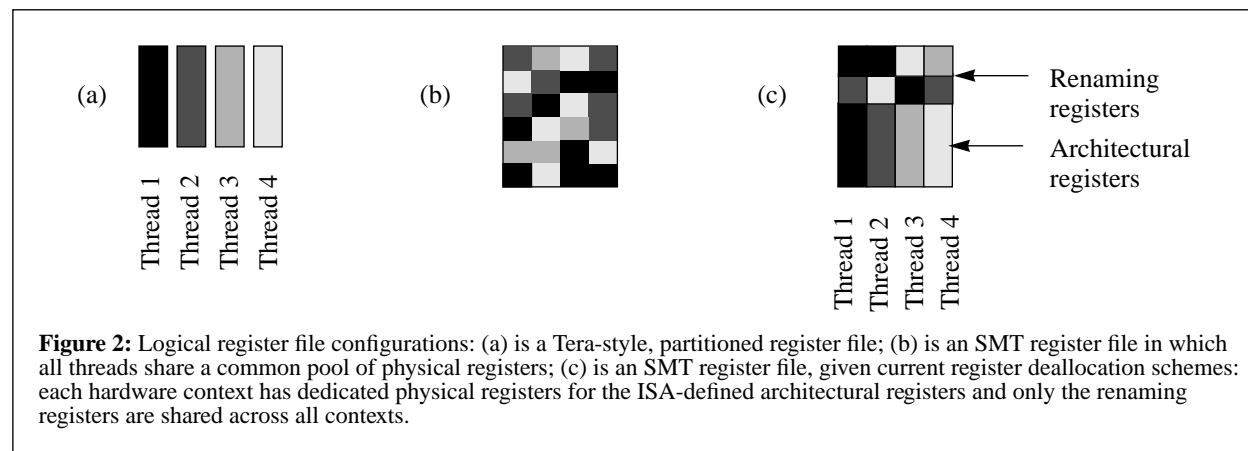 (a)
Thread 1
Thread 2
Thread 3
Thread 4
(b)
(c)
Renaming
registers
Architectural
registers
Thread 1
Thread 2
Thread 3
Thread 4
Figure 2: Logical register file configurations: (a) is a Tera-style, partitioned register file; (b) is an SMT register file in which
all threads share a common pool of physical registers; (c) is an SMT register file, given current register deallocation schemes:
each hardware context has dedicated physical registers for the ISA-defined architectural registers and only the renaming
registers are shared across all contexts.